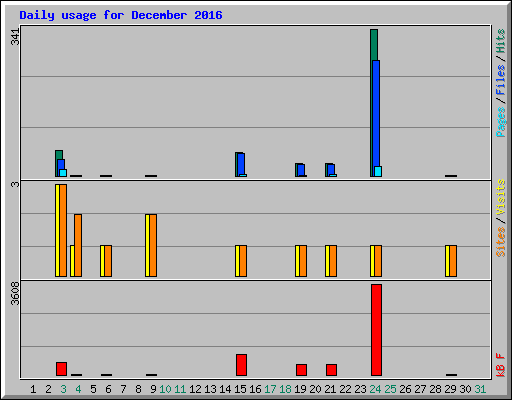 Daily usage for December 2016
341
Pages / Files / Hits
3
Sites / Visits
3608
kB F
1 2 3 4 5 6 7 8 9 10 11 12 13 14 15 16 17 18 19 20 21 22 23 24 25 26 27 28 29 30 31